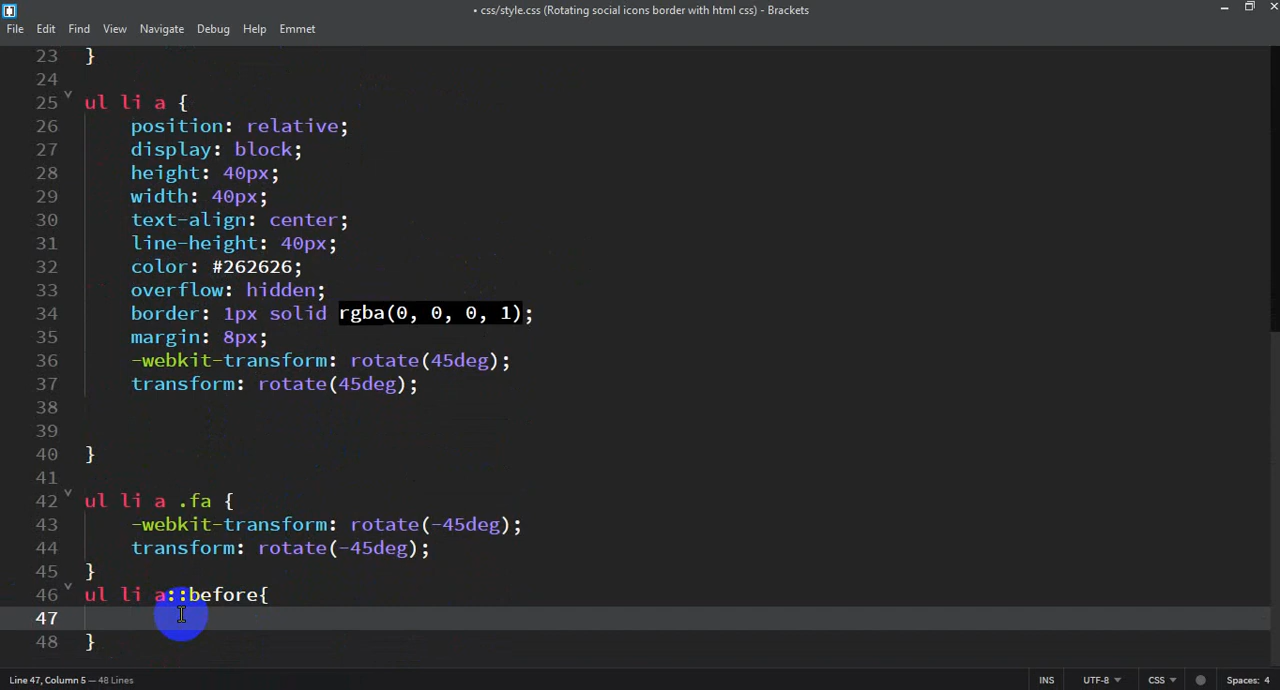 • css/style.css (Rotating social icons border with html css) - Brackets
File Edit Find View Navigate Debug Help Emmet
23 }
24
25 ul li a {
26 position: relative;
27 display: block;
28 height: 40px;
29 width: 40px;
30 text-align: center;
31 line-height: 40px;
32 color: #262626;
33 overflow: hidden;
34 border: 1px solid rgba(0, 0, 0, 1);
35 margin: 8px;
36 -webkit-transform: rotate(45deg);
37 transform: rotate(45deg);
38
39
40 }
41
42 ul li a .fa {
43 -webkit-transform: rotate(-45deg);
44 transform: rotate(-45deg);
45 }
46 ul li a::before{
47
48 }
Line 47, Column 5 — 48 Lines INS UTF-8 CSS Spaces: 4